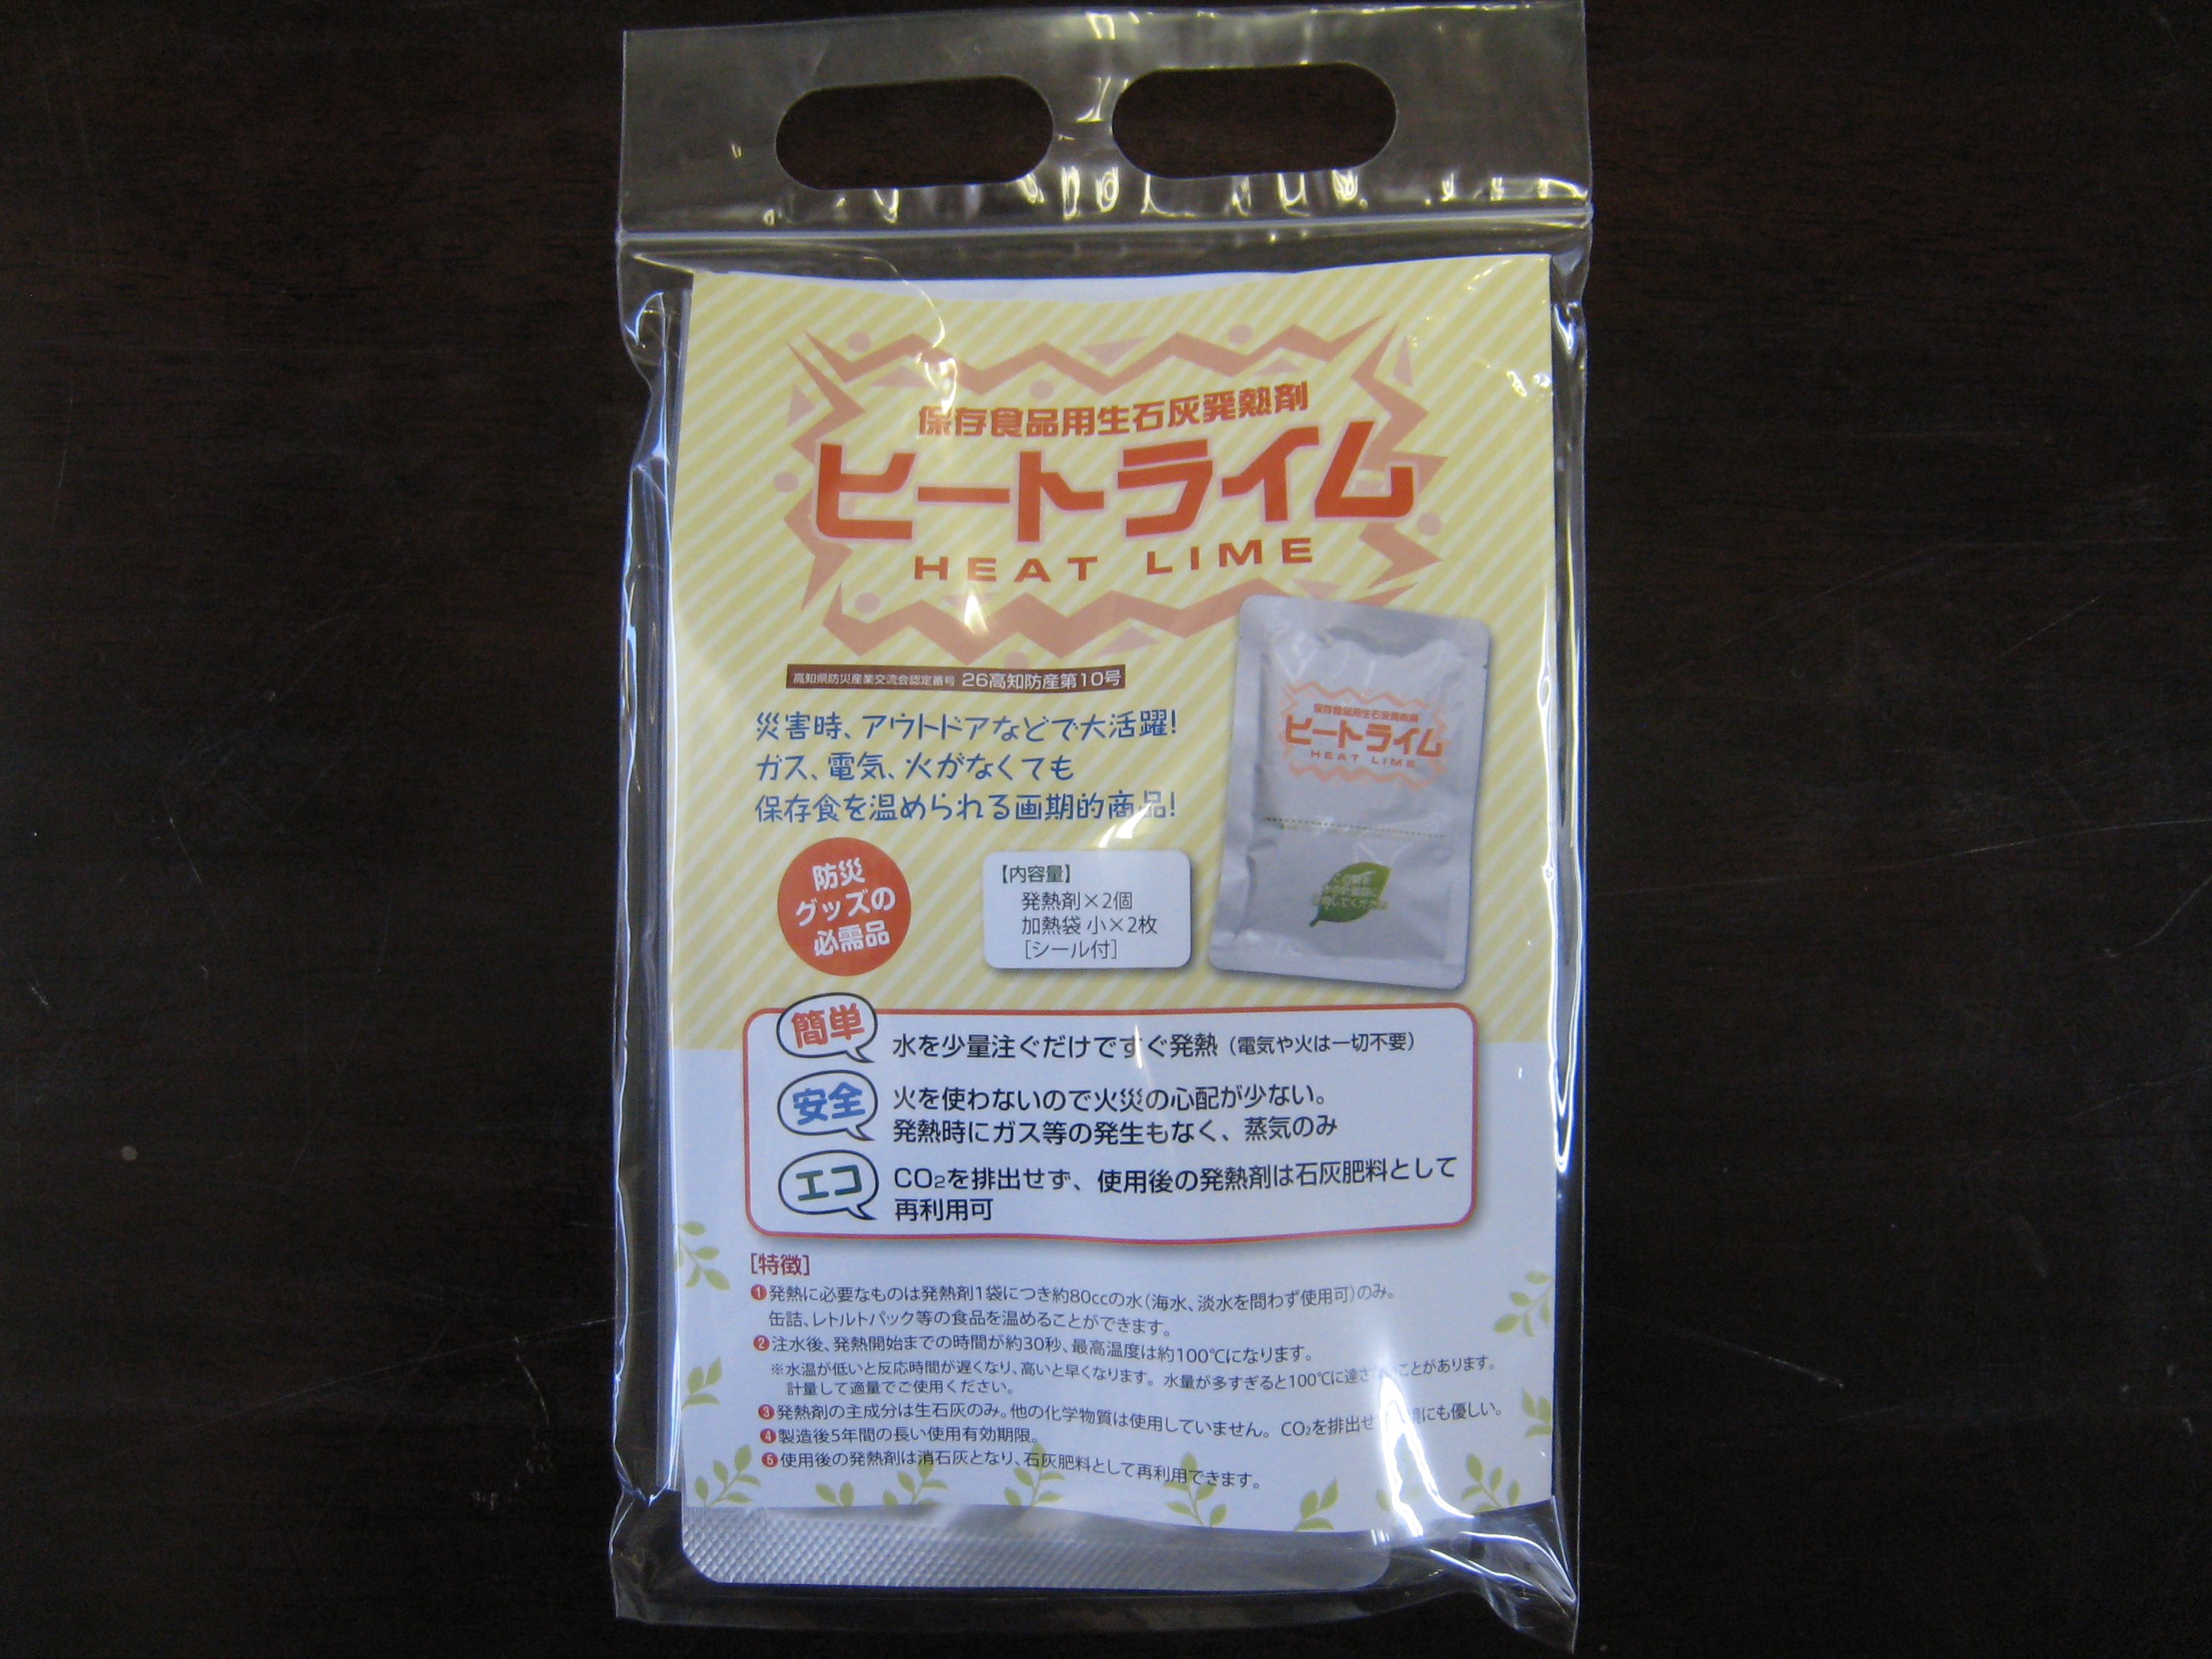 保存食品用生石灰発熱剤
ヒートライム
HEAT LIME
高知県防災産業交流会認定番号 26高知防産第10号
災害時、アウトドアなどで大活躍!
ガス、電気、火がなくても
保存食を温められる画期的商品!
保存食品用生石灰発熱剤
ヒートライム
HEAT LIME
防災
グッズの
必需品
【内容量】
発熱剤×2個
加熱袋 小×2枚
[シール付]
簡単
水を少量注ぐだけですぐ発熱（電気や火は一切不要）
安全
火を使わないので火災の心配が少ない。
発熱時にガス等の発生もなく、蒸気のみ
エコ
CO₂を排出せず、使用後の発熱剤は石灰肥料として
再利用可
[特徴]
❶発熱に必要なものは発熱剤1袋につき約80ccの水（海水、淡水を問わず使用可）のみ。
缶詰、レトルトパック等の食品を温めることができます。
❷注水後、発熱開始までの時間が約30秒、最高温度は約100℃になります。
※水温が低いと反応時間が遅くなり、高いと早くなります。水量が多すぎると100℃に達さ ことがあります。
計量して適量でご使用ください。
❸発熱剤の主成分は生石灰のみ。他の化学物質は使用していません。CO₂を排出せ にも優しい。
❹製造後5年間の長い使用有効期限。
❺使用後の発熱剤は消石灰となり、石灰肥料として再利用できます。